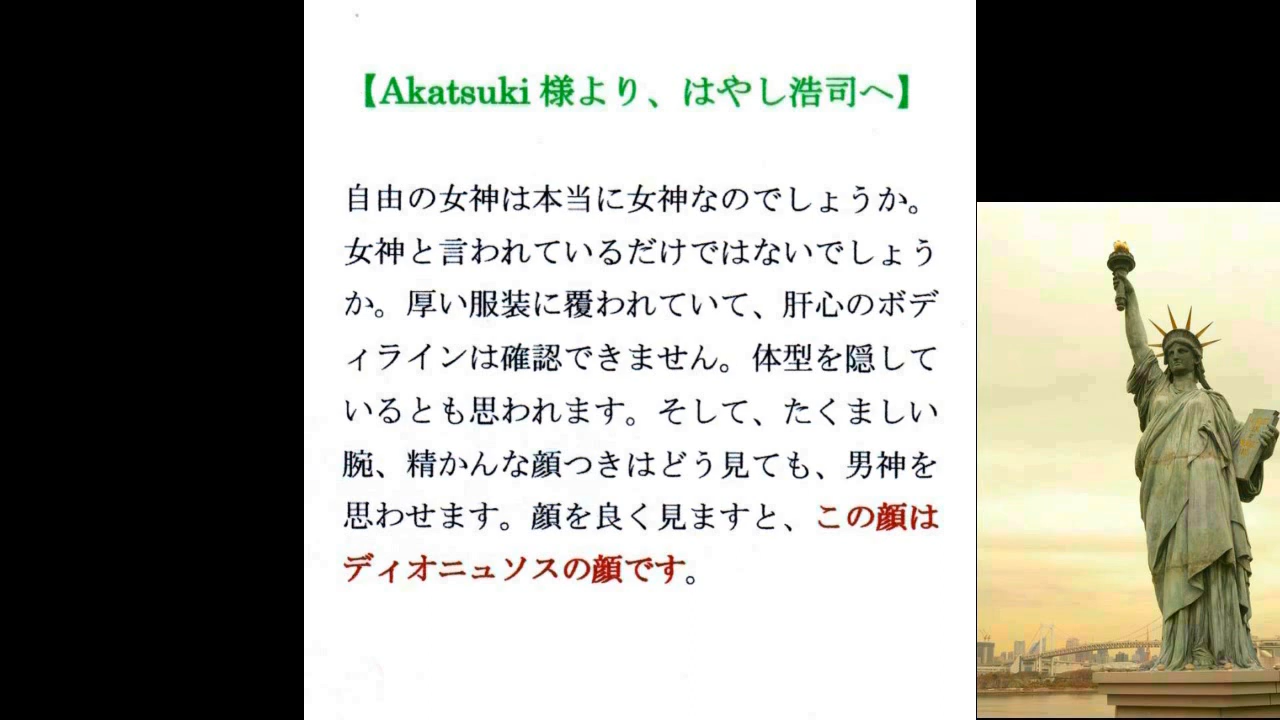 【Akatsuki 様より、はやし浩司へ】
自由の女神は本当に女神なのでしょうか。
女神と言われているだけではないでしょう
か。厚い服装に覆われていて、肝心のボデ
ィラインは確認できません。体型を隠して
いるとも思われます。そして、たくましい
腕、精かんな顔つきはどう見ても、男神を
思わせます。顔を良く見ますと、この顔は
ディオニュソスの顔です。